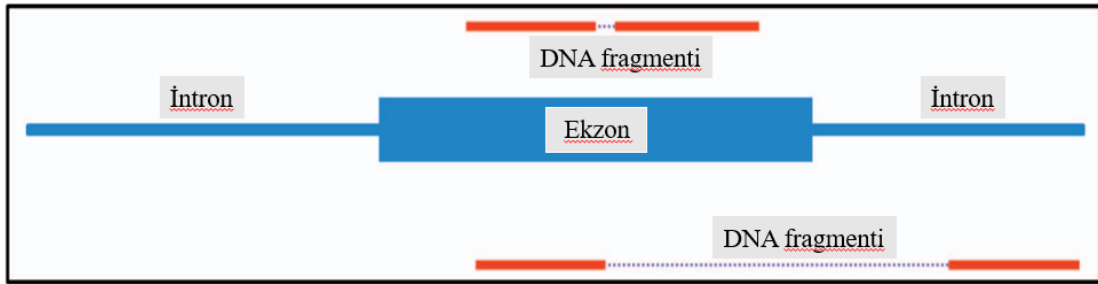 DNA fragmenti
İntron
İntron
Ekzon
DNA fragmenti